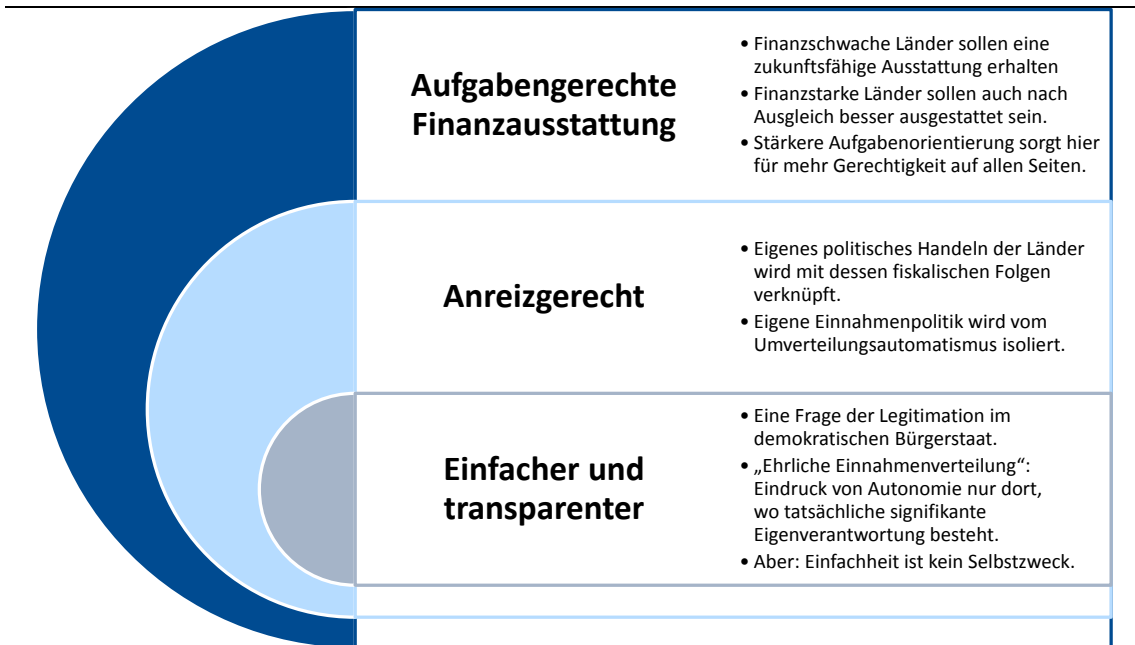 Aufgabengerechte
Finanzausstattung
• Finanzschwache Länder sollen eine
zukunftsfähige Ausstattung erhalten
• Finanzstarke Länder sollen auch nach
Ausgleich besser ausgestattet sein.
• Stärkere Aufgabenorientierung sorgt hier
für mehr Gerechtigkeit auf allen Seiten.
Anreizgerecht
• Eigenes politisches Handeln der Länder
wird mit dessen fiskalischen Folgen
verknüpft.
• Eigene Einnahmenpolitik wird vom
Umverteilungsautomatismus isoliert.
Einfacher und
transparenter
• Eine Frage der Legitimation im
demokratischen Bürgerstaat.
• „Ehrliche Einnahmenverteilung“:
Eindruck von Autonomie nur dort,
wo tatsächliche signifikante
Eigenverantwortung besteht.
• Aber: Einfachheit ist kein Selbstzweck.